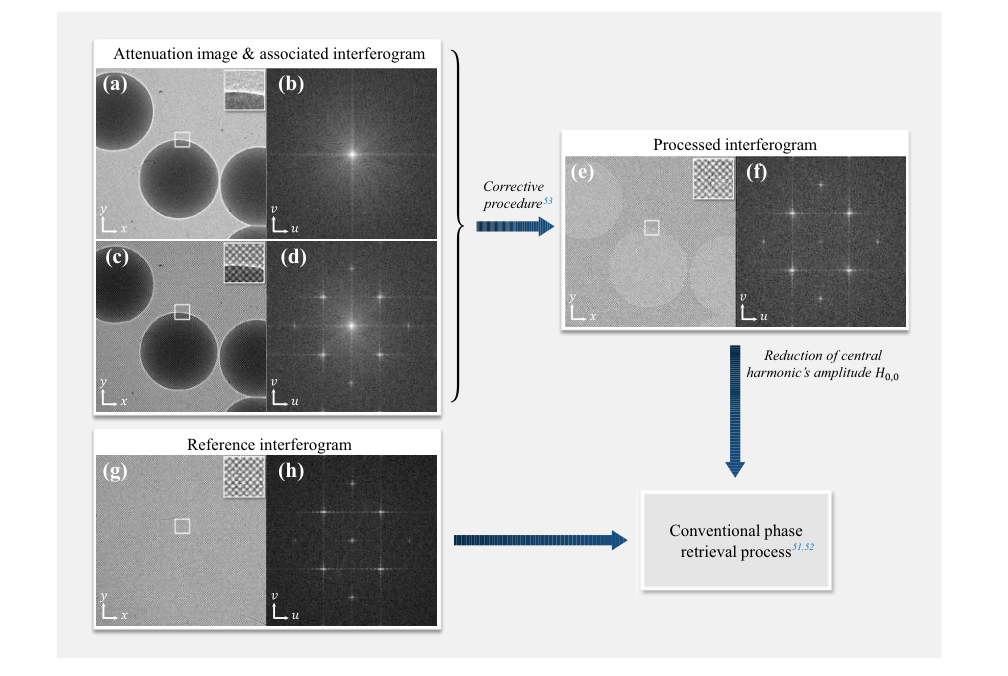 Attenuation image & associated interferogram
(a)
(b)
y
x
v
u
(c)
(d)
y
x
v
u
Corrective
procedure53
Processed interferogram
(e)
(f)
y
x
v
u
Reduction of central
harmonic's amplitude H0,0
Reference interferogram
(g)
(h)
y
x
v
u
Conventional phase
retrieval process51,52